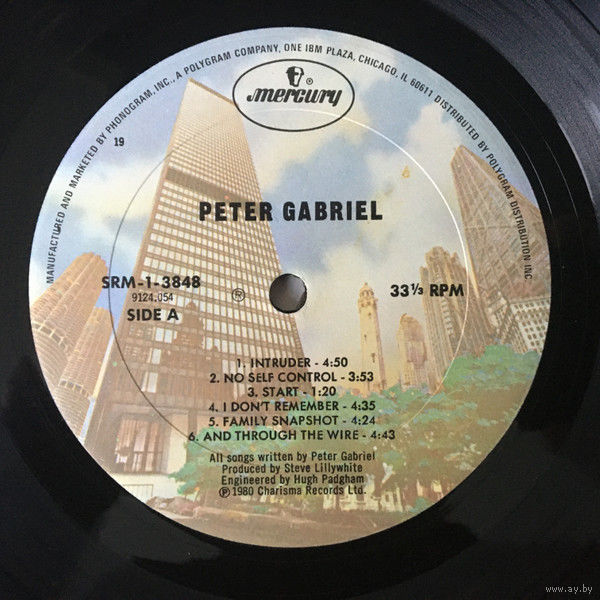 MANUFACTURED AND MARKETED BY PHONOGRAM, INC., A POLYGRAM COMPANY, ONE IBM PLAZA, CHICAGO, IL 60611 DISTRIBUTED BY POLYGRAM DISTRIBUTION INC.
®
mercury
19
PETER GABRIEL
SRM-1-3848
9124.054
SIDE A
®
33 1/3 RPM
1. INTRUDER - 4:50
2. NO SELF CONTROL - 3:53
3. START - 1:20
4. I DON'T REMEMBER - 4:35
5. FAMILY SNAPSHOT - 4:24
6. AND THROUGH THE WIRE - 4:43
All songs written by Peter Gabriel
Produced by Steve Lillywhite
Engineered by Hugh Padgham
℗ 1980 Charisma Records Ltd.
www.ay.by